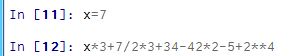 In [11]: x=7
In [12]: x*3+7/2*3+34-42*2-5+2**4